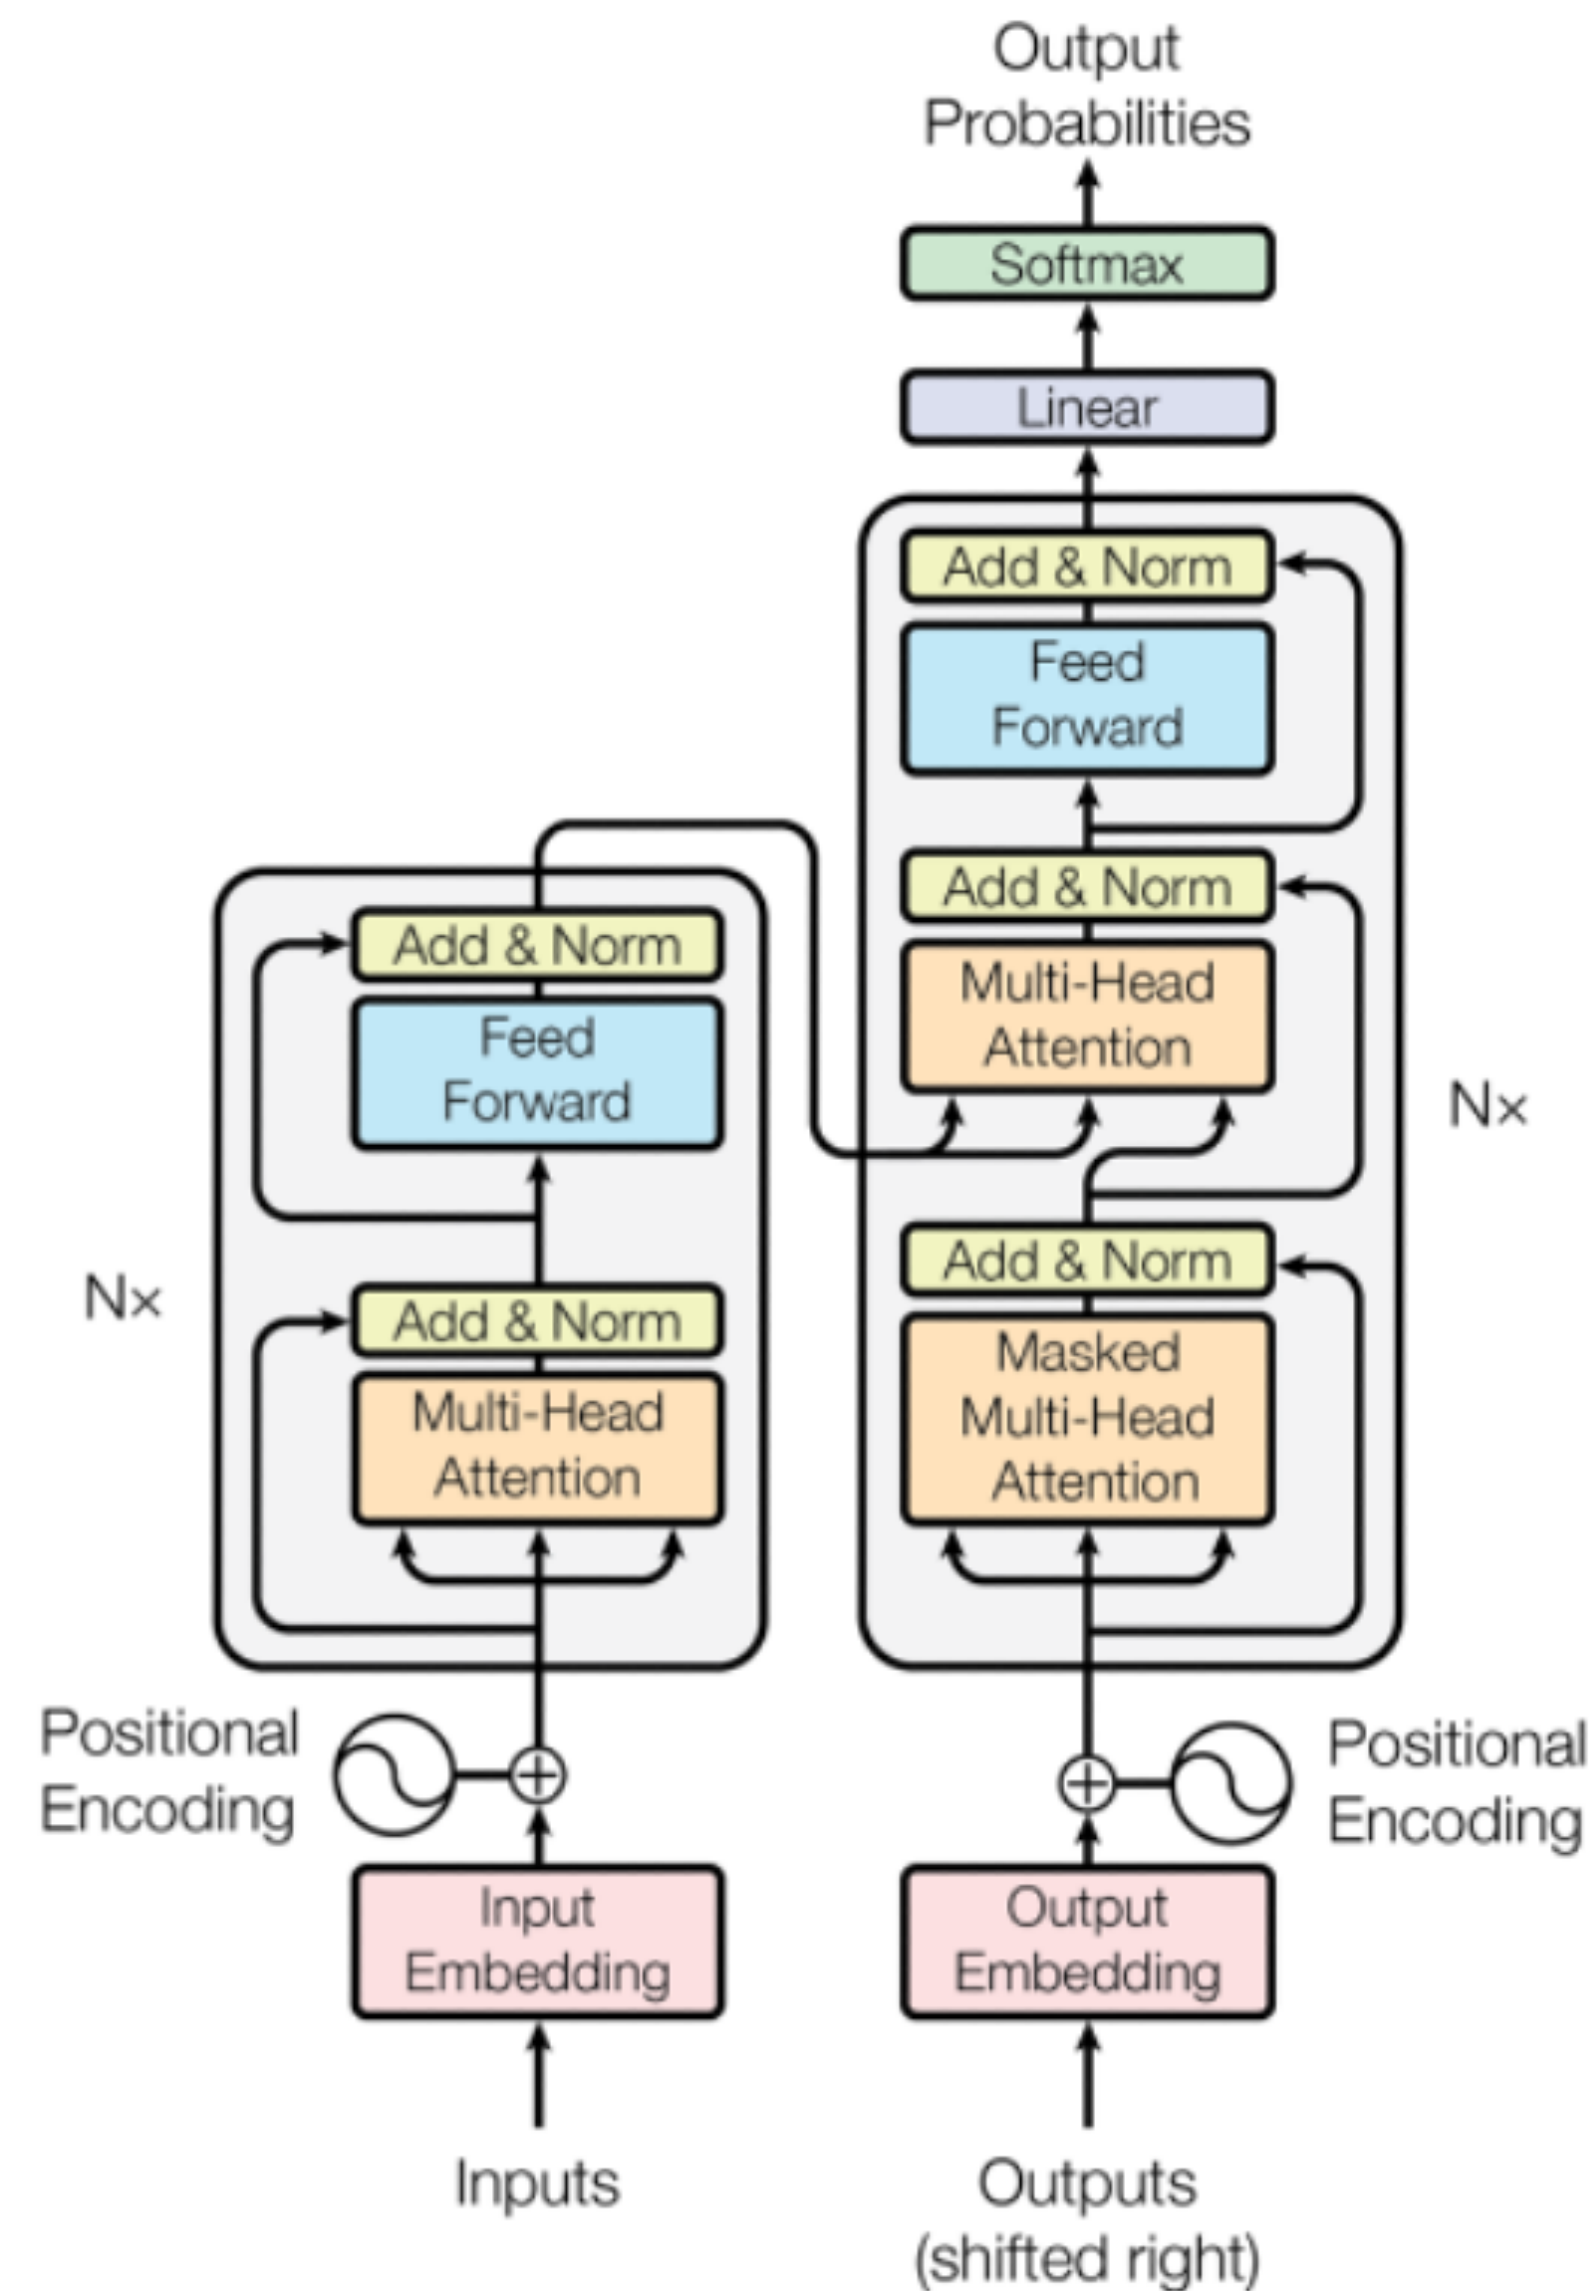 Output
Probabilities
Softmax
Linear
Add & Norm
Feed
Forward
Add & Norm
Multi-Head
Attention
Nx
Add & Norm
Masked
Multi-Head
Attention
Add & Norm
Feed
Forward
Nx
Add & Norm
Multi-Head
Attention
Positional
Encoding
Positional
Encoding
Input
Embedding
Output
Embedding
Inputs
Outputs
(shifted right)